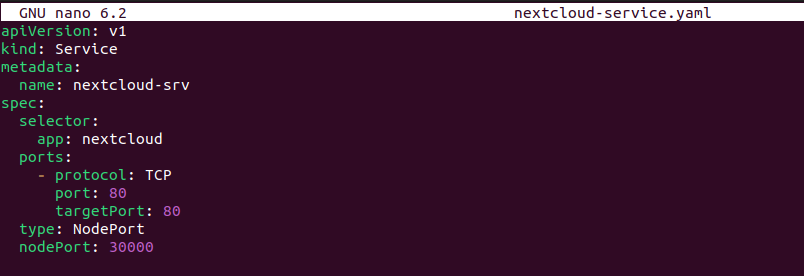 GNU nano 6.2 nextcloud-service.yaml
apiVersion: v1
kind: Service
metadata:
  name: nextcloud-srv
spec:
  selector:
    app: nextcloud
  ports:
    - protocol: TCP
      port: 80
      targetPort: 80
  type: NodePort
  nodePort: 30000